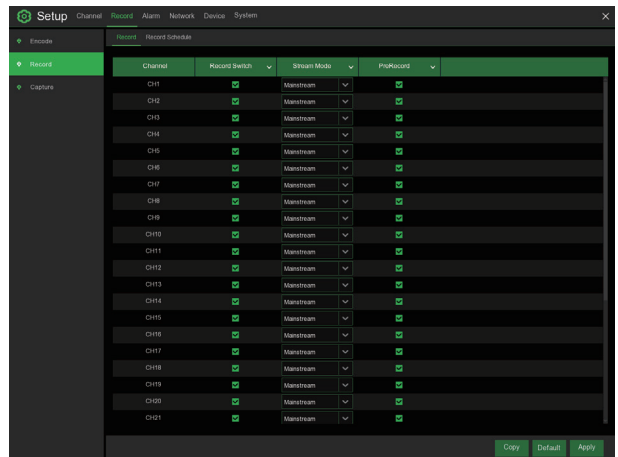 Setup Channel Record Alarm Network Device System
Encode
Record
Capture
Record Record Schedule
Channel Record Switch Stream Mode PreRecord
CH1 Mainstream
CH2 Mainstream
CH3 Mainstream
CH4 Mainstream
CH5 Mainstream
CH6 Mainstream
CH7 Mainstream
CH8 Mainstream
CH9 Mainstream
CH10 Mainstream
CH11 Mainstream
CH12 Mainstream
CH13 Mainstream
CH14 Mainstream
CH15 Mainstream
CH16 Mainstream
CH17 Mainstream
CH18 Mainstream
CH19 Mainstream
CH20 Mainstream
CH21 Mainstream
Copy Default Apply